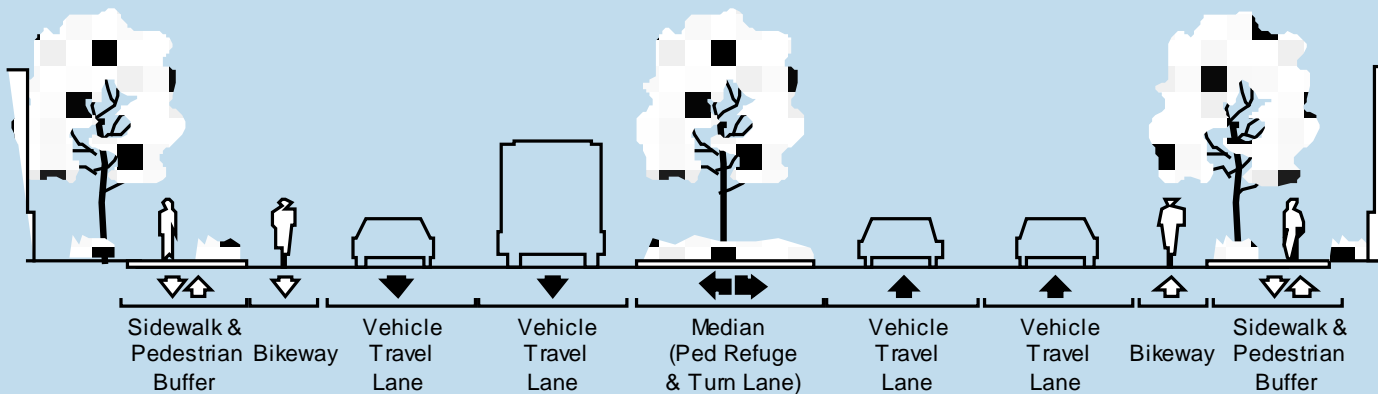 Sidewalk &
Pedestrian
Buffer
Bikeway
Vehicle
Travel
Lane
Vehicle
Travel
Lane
Median
(Ped Refuge
& Turn Lane)
Vehicle
Travel
Lane
Vehicle
Travel
Lane
Bikeway
Sidewalk &
Pedestrian
Buffer